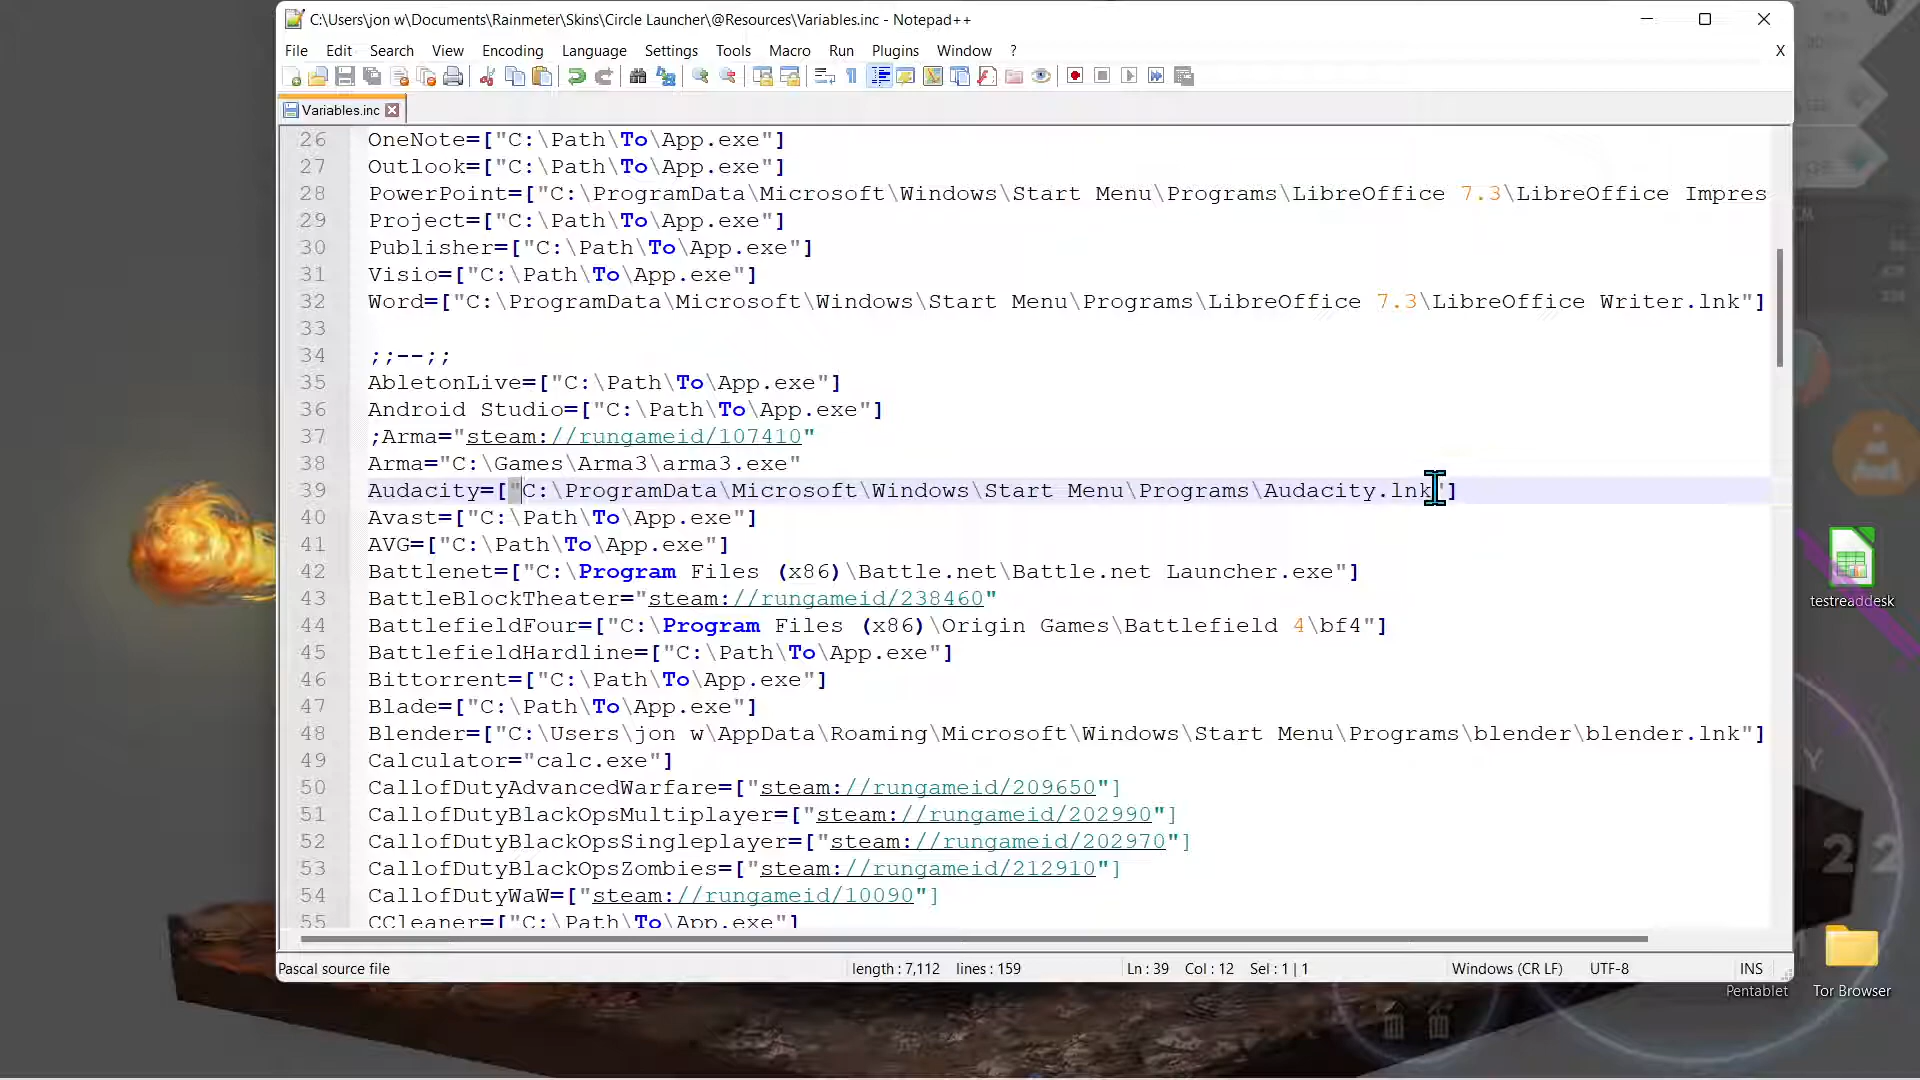 C:\Users\jon w\Documents\Rainmeter\Skins\Circle Launcher\@Resources\Variables.inc - Notepad++
File Edit Search View Encoding Language Settings Tools Macro Run Plugins Window ? X
Variables.inc
26 OneNote=["C:\Path\To\App.exe"]
27 Outlook=["C:\Path\To\App.exe"]
28 PowerPoint=["C:\ProgramData\Microsoft\Windows\Start Menu\Programs\LibreOffice 7.3\LibreOffice Impres
29 Project=["C:\Path\To\App.exe"]
30 Publisher=["C:\Path\To\App.exe"]
31 Visio=["C:\Path\To\App.exe"]
32 Word=["C:\ProgramData\Microsoft\Windows\Start Menu\Programs\LibreOffice 7.3\LibreOffice Writer.lnk"]
33
34 ;;--;;
35 AbletonLive=["C:\Path\To\App.exe"]
36 Android Studio=["C:\Path\To\App.exe"]
37 ;Arma="steam://rungameid/107410"
38 Arma="C:\Games\Arma3\arma3.exe"
39 Audacity=["C:\ProgramData\Microsoft\Windows\Start Menu\Programs\Audacity.lnk"]
40 Avast=["C:\Path\To\App.exe"]
41 AVG=["C:\Path\To\App.exe"]
42 Battlenet=["C:\Program Files (x86)\Battle.net\Battle.net Launcher.exe"]
43 BattleBlockTheater="steam://rungameid/238460"
44 BattlefieldFour=["C:\Program Files (x86)\Origin Games\Battlefield 4\bf4"]
45 BattlefieldHardline=["C:\Path\To\App.exe"]
46 Bittorrent=["C:\Path\To\App.exe"]
47 Blade=["C:\Path\To\App.exe"]
48 Blender=["C:\Users\jon w\AppData\Roaming\Microsoft\Windows\Start Menu\Programs\blender\blender.lnk"]
49 Calculator="calc.exe"]
50 CallofDutyAdvancedWarfare=["steam://rungameid/209650"]
51 CallofDutyBlackOpsMultiplayer=["steam://rungameid/202990"]
52 CallofDutyBlackOpsSingleplayer=["steam://rungameid/202970"]
53 CallofDutyBlackOpsZombies=["steam://rungameid/212910"]
54 CallofDutyWaW=["steam://rungameid/10090"]
55 CCleaner=["C:\Path\To\App.exe"]
Pascal source file length : 7,112 lines : 159 Ln : 39 Col : 12 Sel : 1 | 1 Windows (CR LF) UTF-8 INS
testreaddesk
Pentablet
Tor Browser